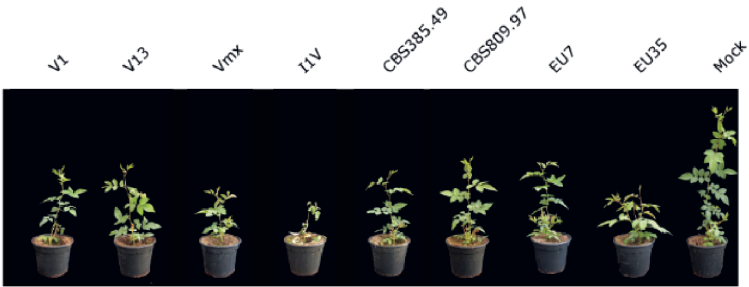 V1
V13
Vmx
I1V
CBS385.49
CBS809.97
EU7
EU35
Mock